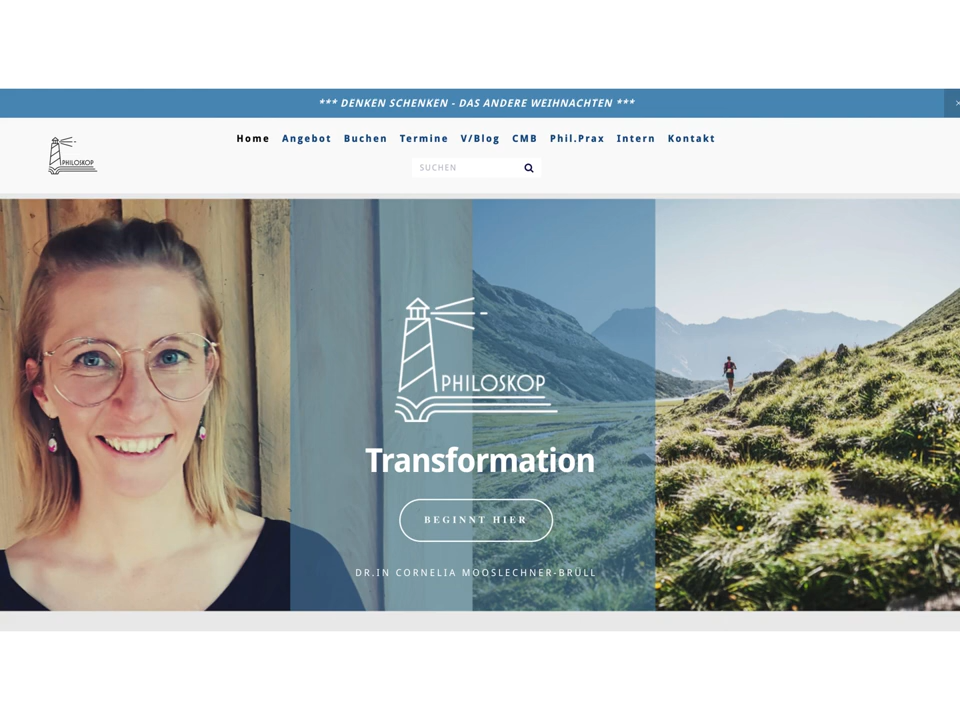 *** DENKEN SCHENKEN - DAS ANDERE WEIHNACHTEN ***
Home Angebot Buchen Termine V/Blog CMB Phil.Prax Intern Kontakt
PHILOSKOP
SUCHEN
PHILOSKOP
Transformation
BEGINNT HIER
DR.IN CORNELIA MOOSLECHNER-BRÜLL